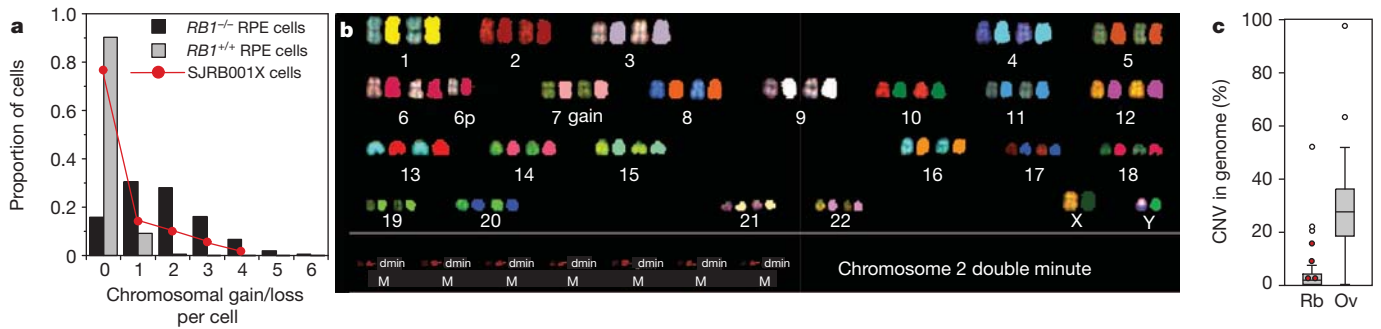 a
1.0
0.8
0.6
0.4
0.2
0
Proportion of cells
RB1–/– RPE cells
RB1+/+ RPE cells
SJRB001X cells
0 1 2 3 4 5 6
Chromosomal gain/loss
per cell
b
1 2 3 4 5
6 6p 7 gain 8 9 10 11 12
13 14 15 16 17 18
19 20 21 22 X Y
dmin dmin dmin dmin dmin dmin dmin
M M M M M M M
Chromosome 2 double minute
c
100
80
60
40
20
0
CNV in genome (%)
Rb Ov